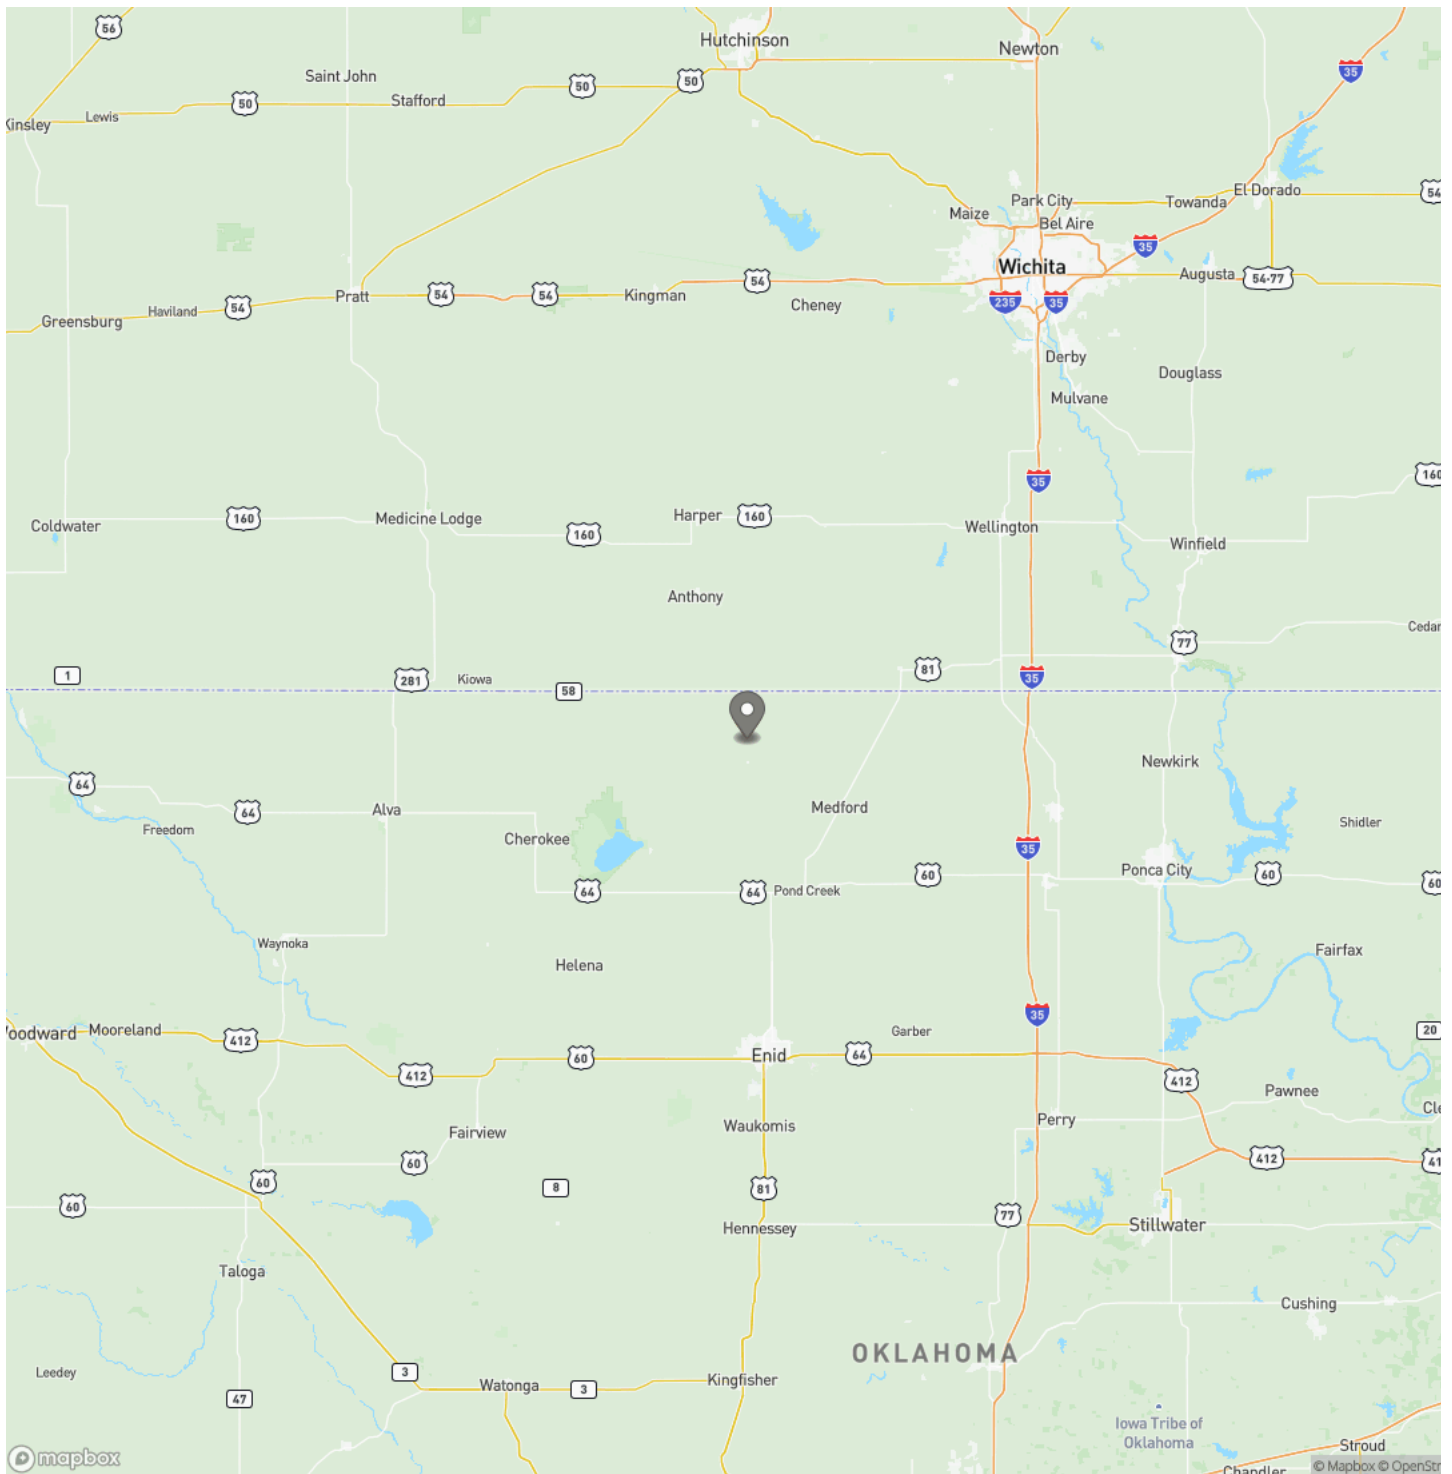 56
Hutchinson
Newton
35
Saint John
50
50
Stafford
50
Lewis
Kinsley
El Dorado
54
Park City
Towanda
Maize
Bel Aire
35
Wichita
Augusta
54-77
54
Kingman
54
54
Pratt
235
35
Cheney
54
Haviland
Greensburg
Derby
Douglass
Mulvane
160
35
Harper
160
160
Medicine Lodge
Coldwater
Wellington
160
Winfield
Anthony
Cedar
77
1
281
Kiowa
58
81
35
64
Newkirk
64
Alva
Medford
Freedom
Shidler
Cherokee
35
Ponca City
60
60
60
64
64
Pond Creek
Waynoka
Fairfax
Helena
35
Woodward
Mooreland
412
Garber
20
Enid
60
64
412
412
Pawnee
Cle
Perry
Waukomis
Fairview
60
412
41
60
8
81
60
77
Hennessey
Stillwater
Taloga
Cushing
OKLAHOMA
Leedey
3
Kingfisher
Watonga
3
47
Iowa Tribe of
Oklahoma
Stroud
mapbox
© Mapbox © OpenStr
Chandler